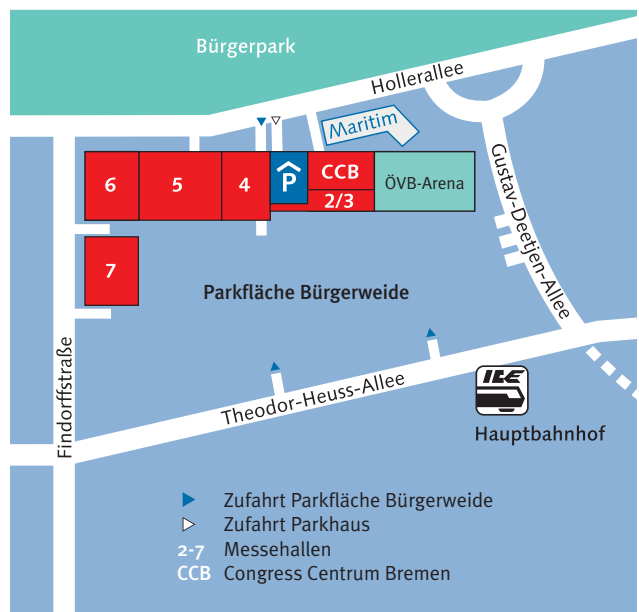 Bürgerpark
Hollerallee
Maritim
6
5
4
P
CCB
2/3
ÖVB-Arena
Gustav-Deetjen-Allee
7
Parkfläche Bürgerweide
Findorffstraße
Theodor-Heuss-Allee
ICE
Hauptbahnhof
Zufahrt Parkfläche Bürgerweide
Zufahrt Parkhaus
2-7 Messehallen
CCB Congress Centrum Bremen